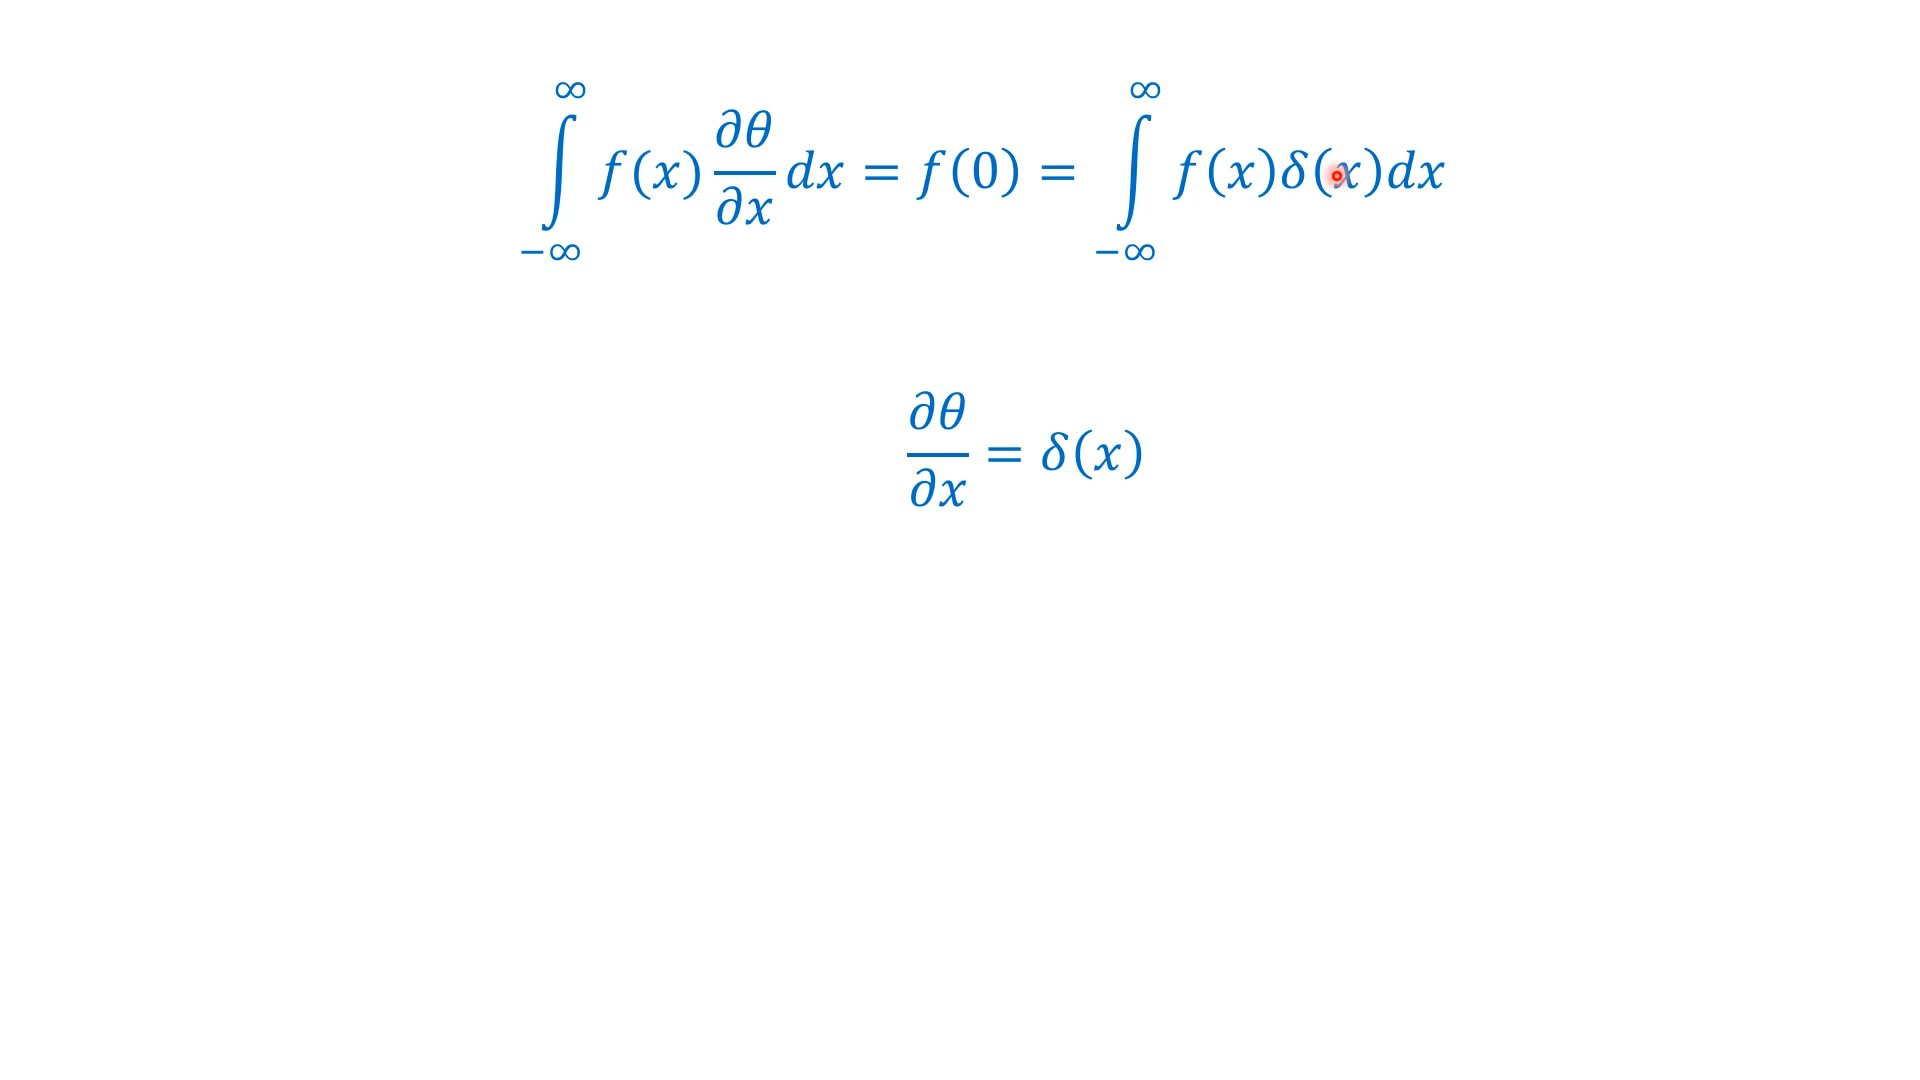 ∫_{−∞}^{∞} f(x) ∂θ/∂x dx = f(0) = ∫_{−∞}^{∞} f(x)δ(x)dx
∂θ/∂x = δ(x)